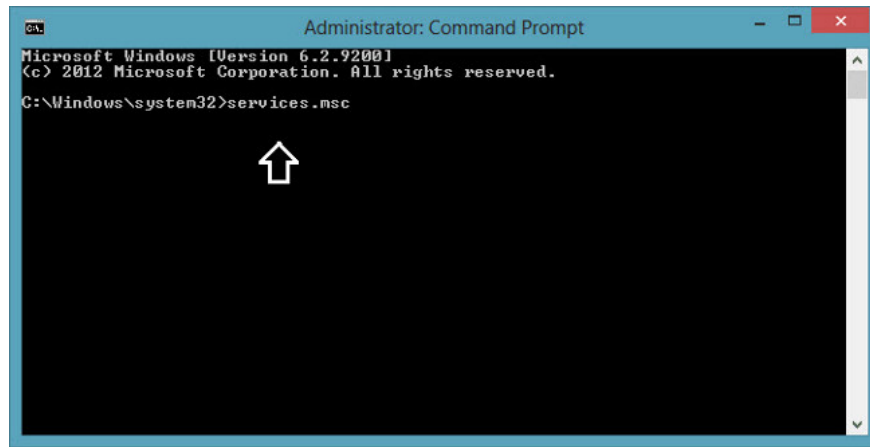 Administrator: Command Prompt
Microsoft Windows [Version 6.2.9200]
(c) 2012 Microsoft Corporation. All rights reserved.
C:\Windows\system32>services.msc